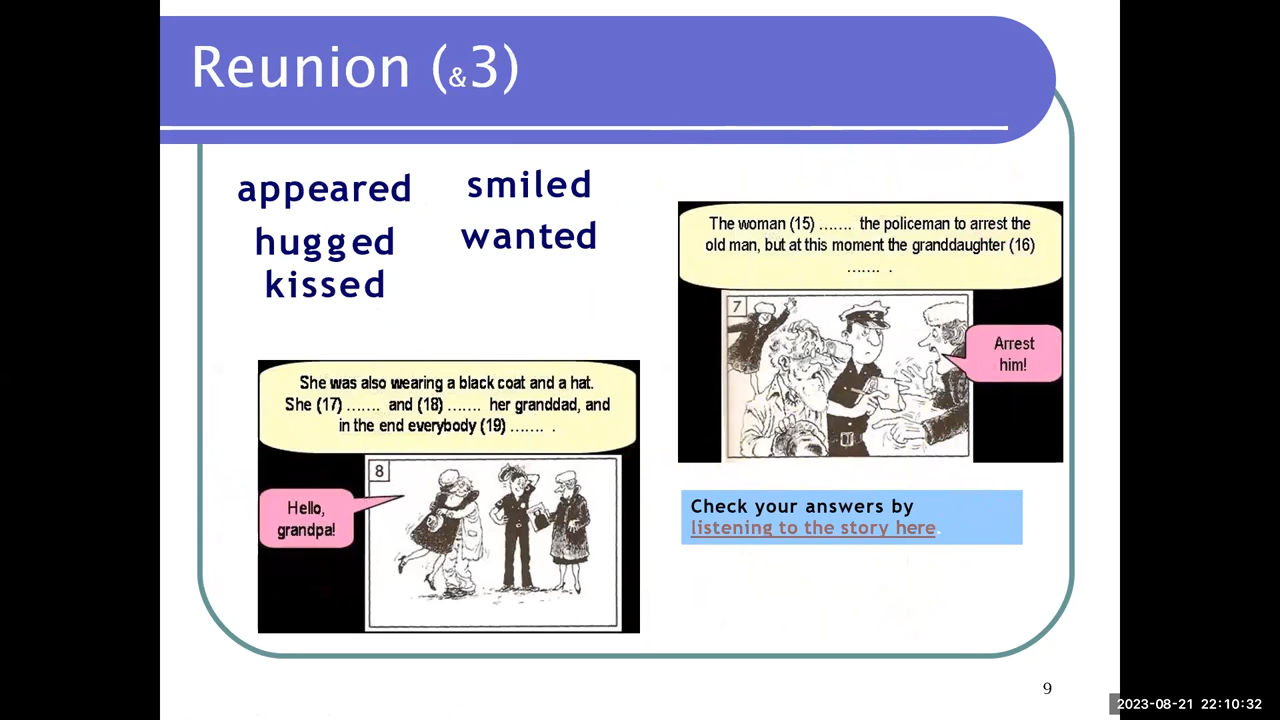 Reunion (&3)
appeared
smiled
hugged
wanted
kissed
The woman (15) ....... the policeman to arrest the
old man, but at this moment the granddaughter (16)
....... .
7
Arrest
him!
She was also wearing a black coat and a hat.
She (17) ....... and (18) ....... her granddad, and
in the end everybody (19) ....... .
8
Hello,
grandpa!
Check your answers by
listening to the story here.
9
2023-08-21 22:10:32